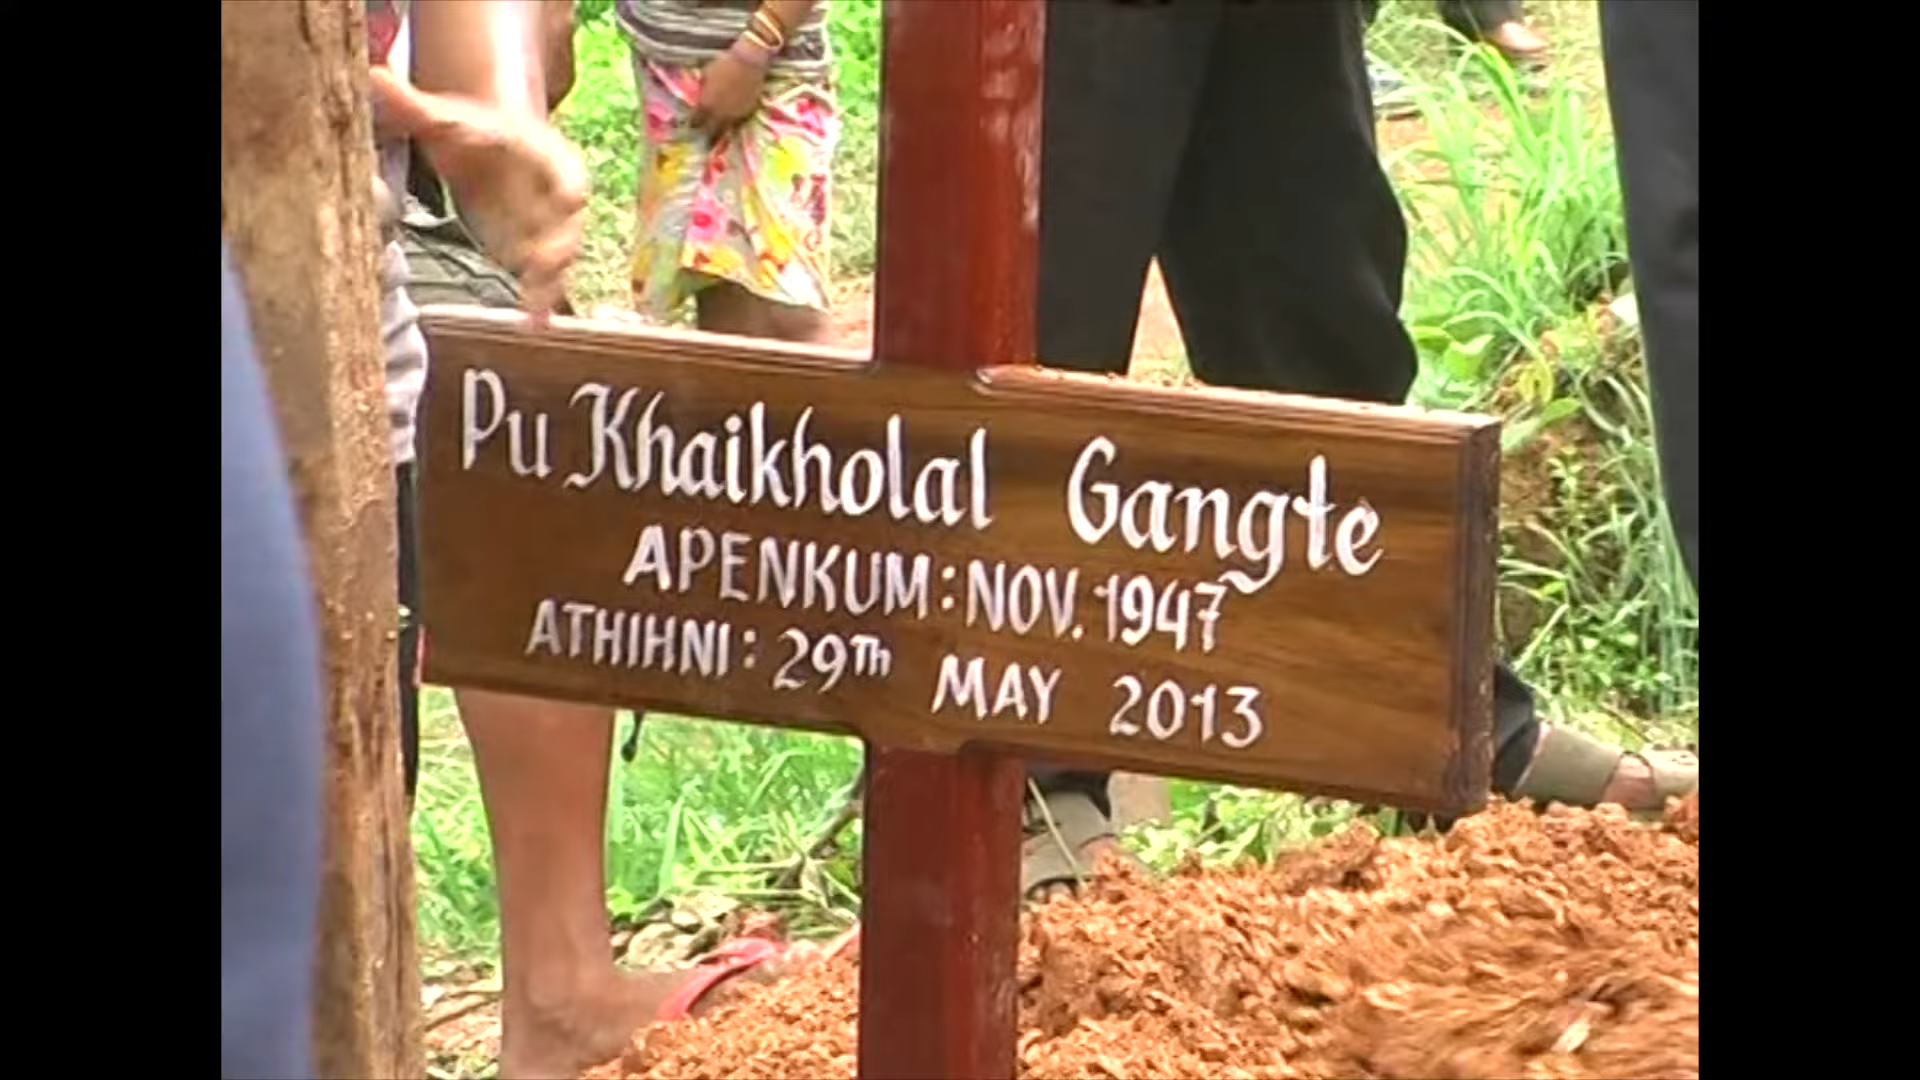 Pu Khaikholal Gangte
APENKUM: NOV. 1947
ATHIHNI: 29Th MAY 2013